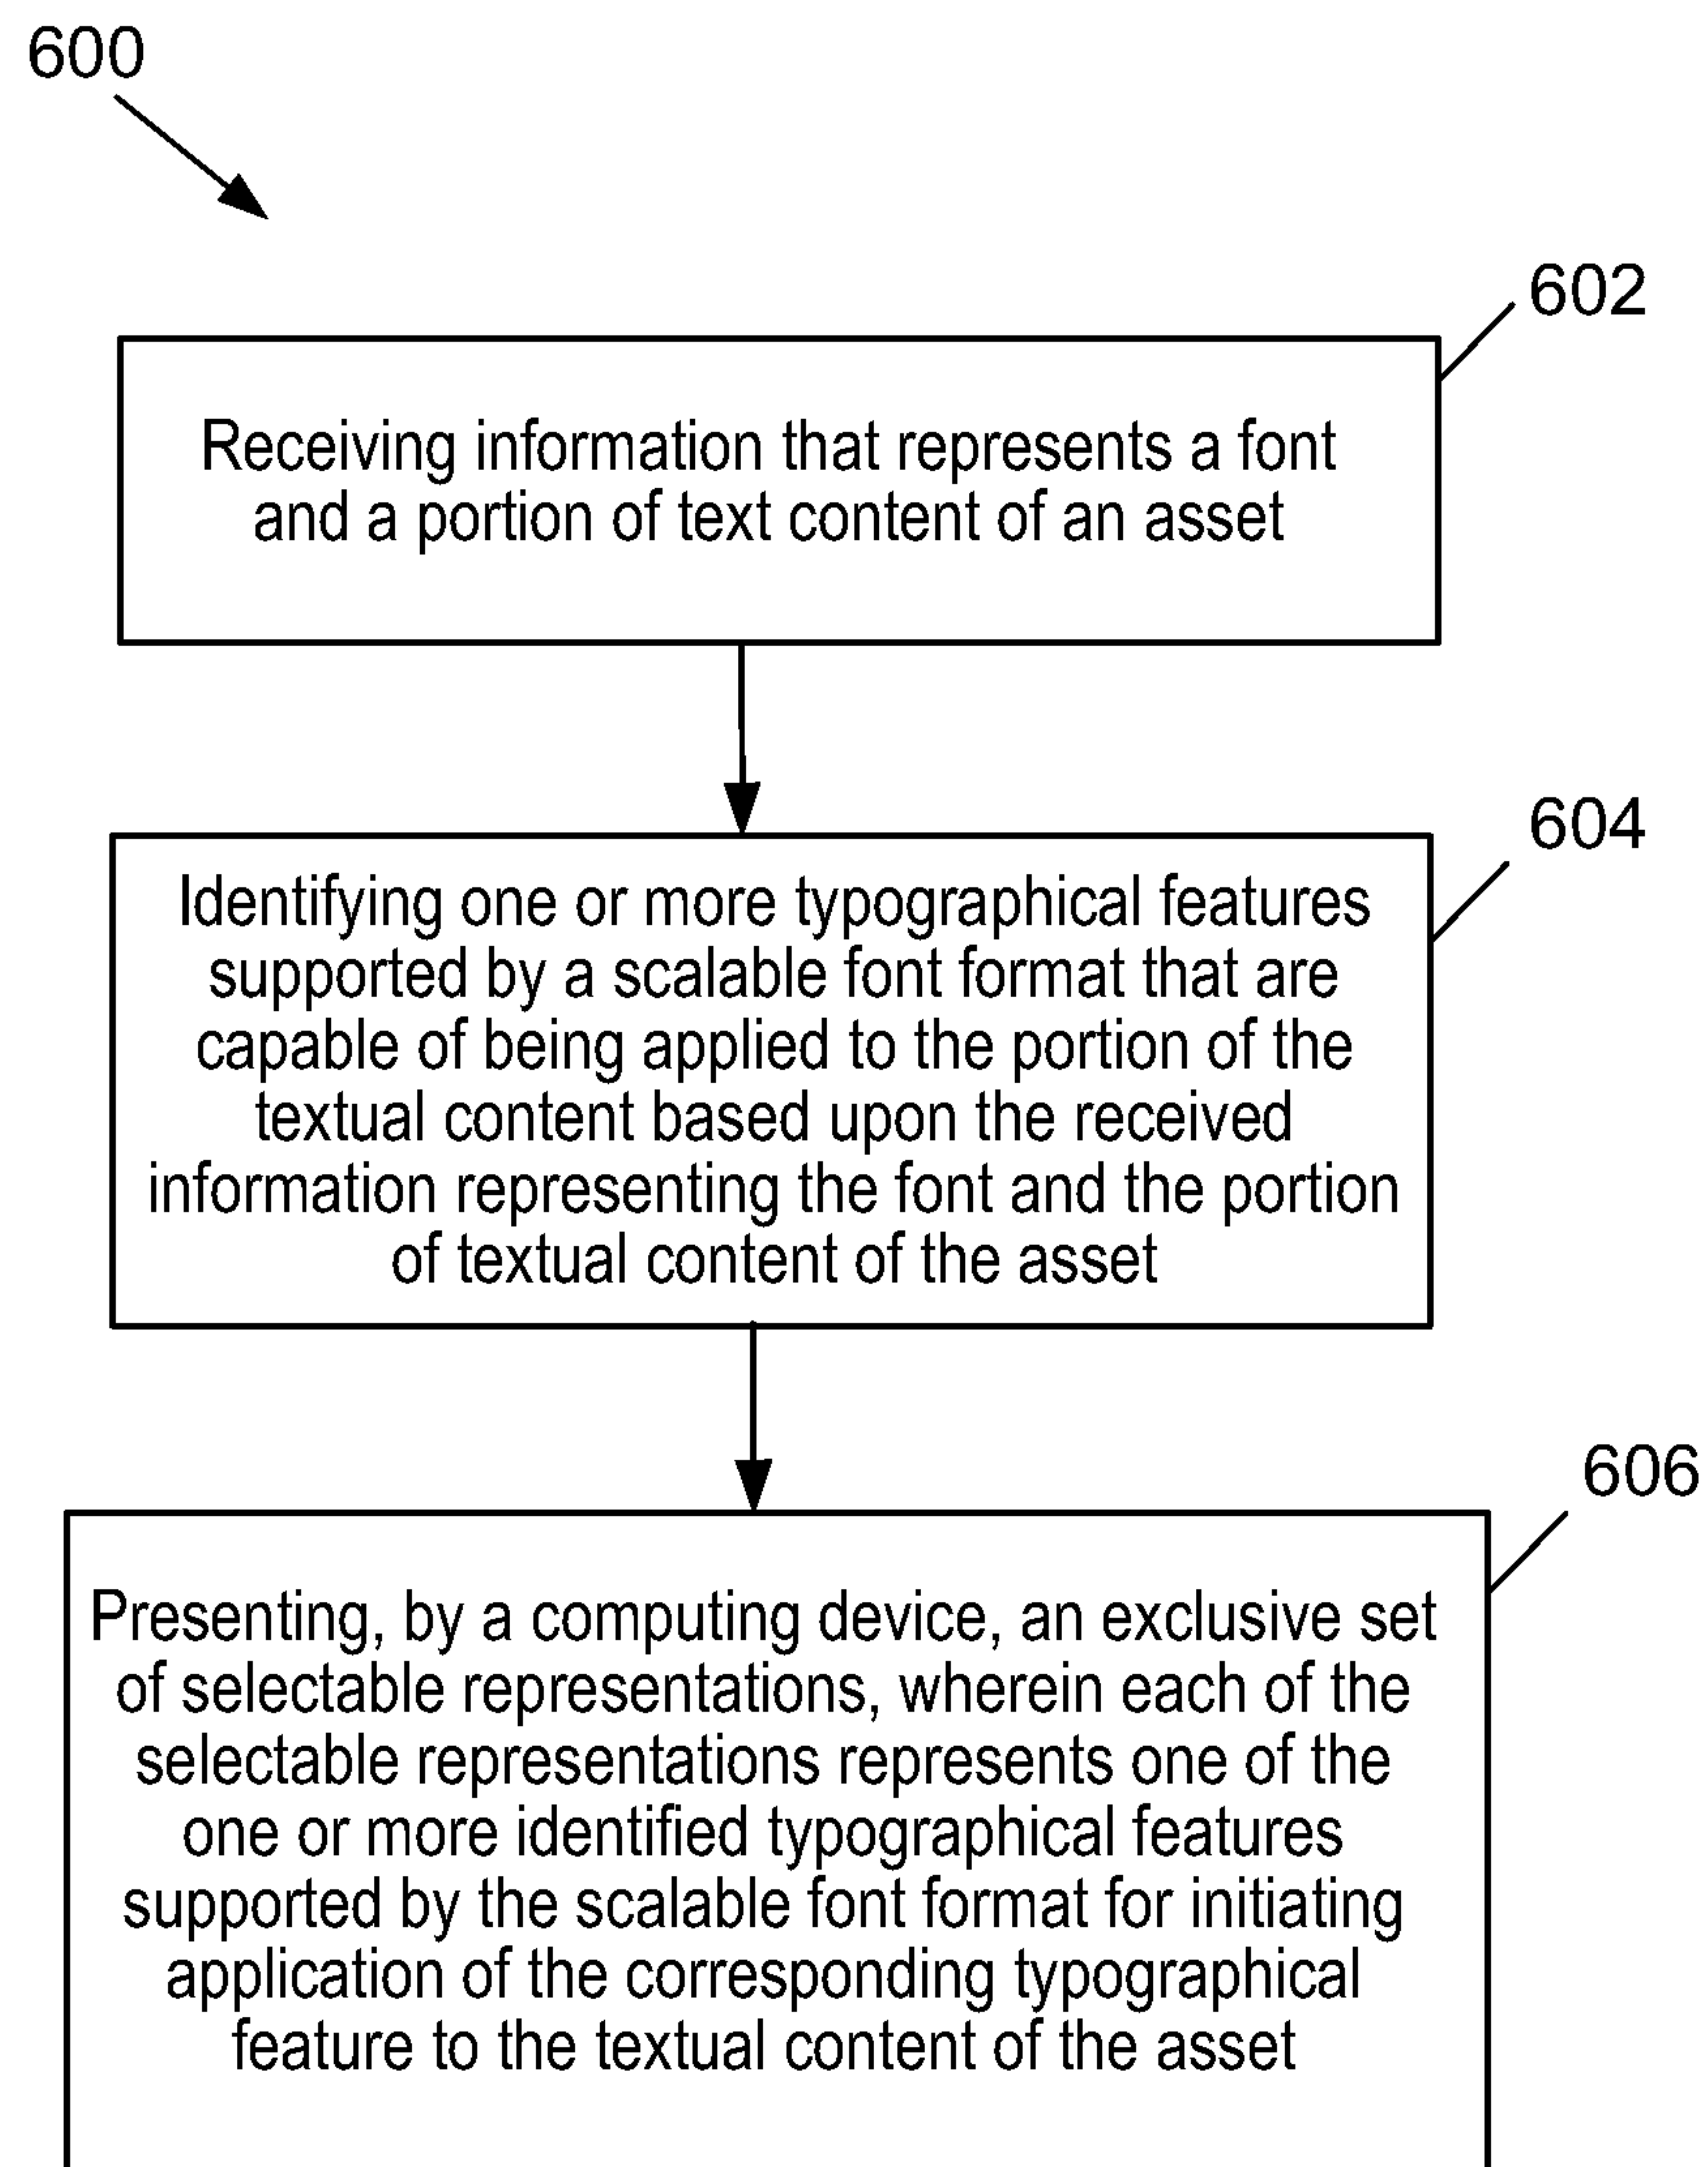 600
602
Receiving information that represents a font
and a portion of text content of an asset
604
Identifying one or more typographical features
supported by a scalable font format that are
capable of being applied to the portion of the
textual content based upon the received
information representing the font and the portion
of textual content of the asset
606
Presenting, by a computing device, an exclusive set
of selectable representations, wherein each of the
selectable representations represents one of the
one or more identified typographical features
supported by the scalable font format for initiating
application of the corresponding typographical
feature to the textual content of the asset